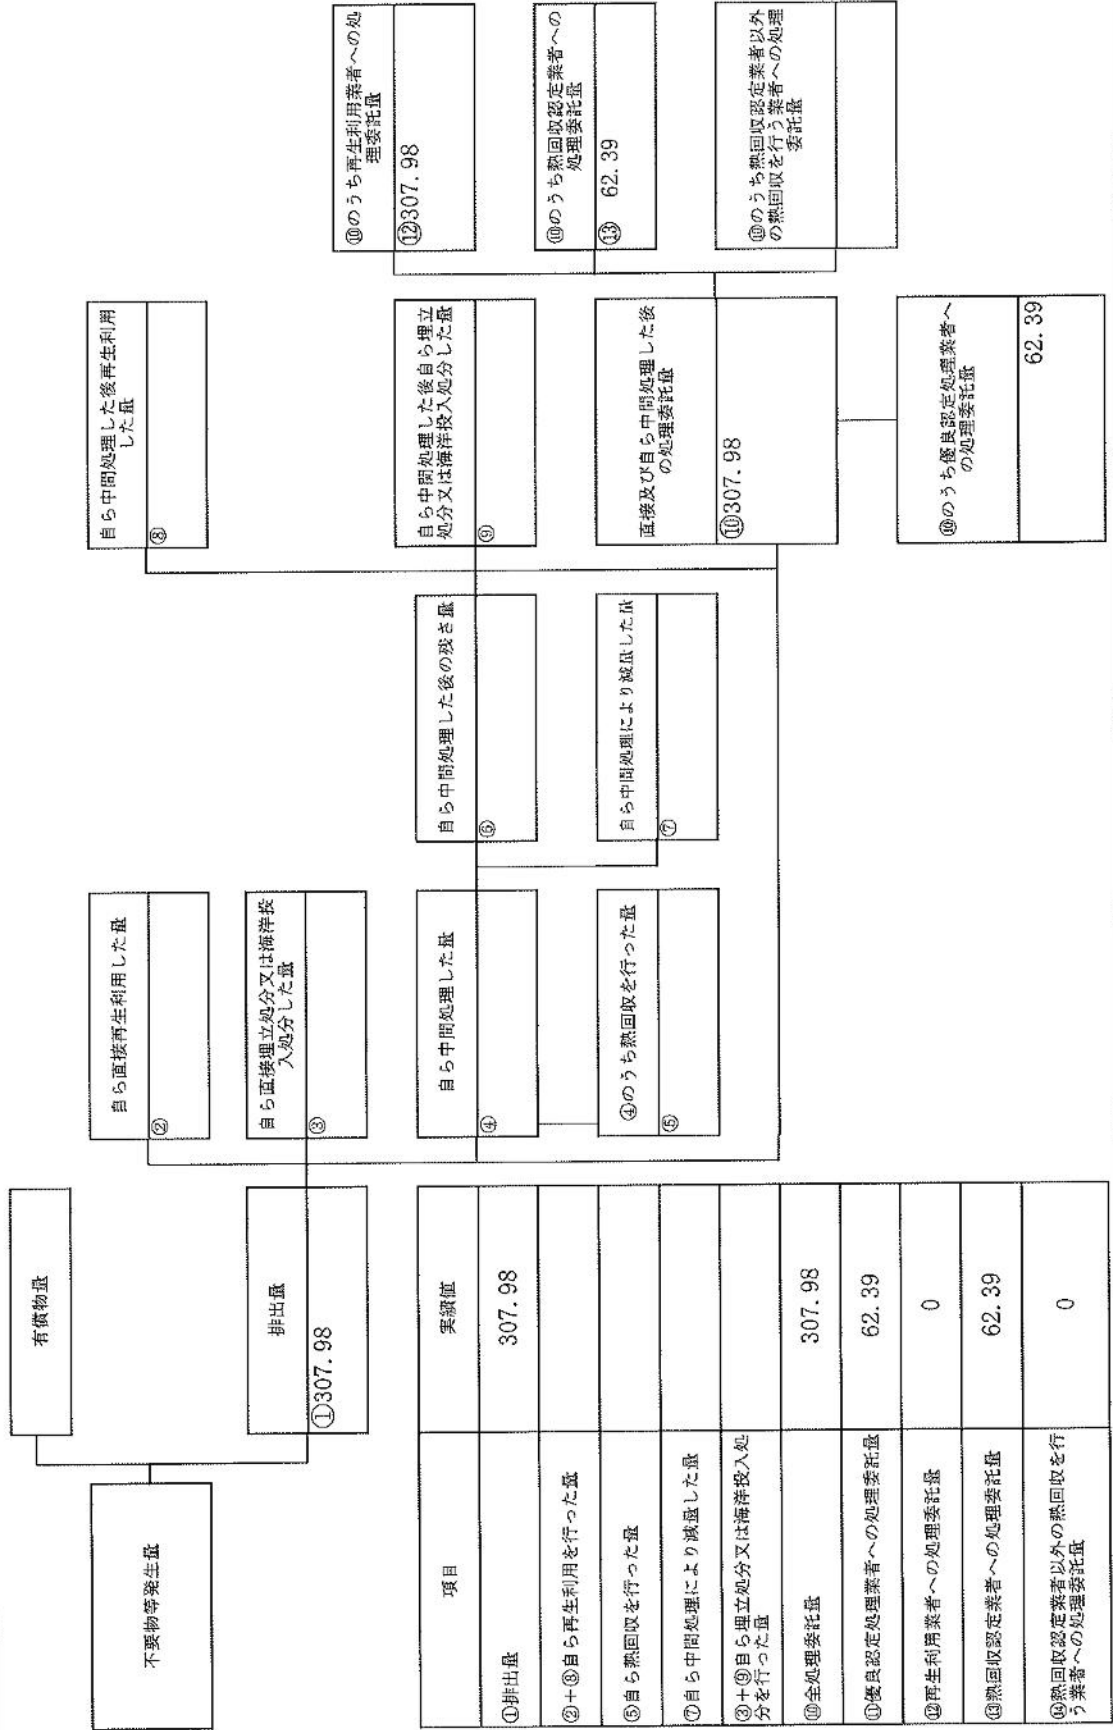 不要物等発生量
有償物量
排出量
①307.98
自ら直接再生利用した量
②
自ら直接埋立処分又は海洋投
入処分した量
③
自ら中間処理した量
④
④のうち熱回収を行った量
⑤
自ら中間処理した後の残さ量
⑥
自ら中間処理により減量した量
⑦
自ら中間処理した後再生利用
した量
⑧
自ら中間処理した後自ら埋立
処分又は海洋投入処分した量
⑨
直接及び自ら中間処理した後
の処理委託量
⑩307.98
⑩のうち優良認定処理業者へ
の処理委託量
62.39
⑩のうち再生利用業者への処
理委託量
⑫307.98
⑩のうち熱回収認定業者への
処理委託量
⑬ 62.39
⑩のうち熱回収認定業者以外
の熱回収を行う業者への処理
委託量
項目 実績値
①排出量 307.98
②+⑧自ら再生利用を行った量
⑤自ら熱回収を行った量
⑦自ら中間処理により減量した量
③+⑨自ら埋立処分又は海洋投入処
分を行った量
⑩全処理委託量 307.98
⑪優良認定処理業者への処理委託量 62.39
⑫再生利用業者への処理委託量 0
⑬熱回収認定業者への処理委託量 62.39
⑭熱回収認定業者以外の熱回収を行
う業者への処理委託量 0